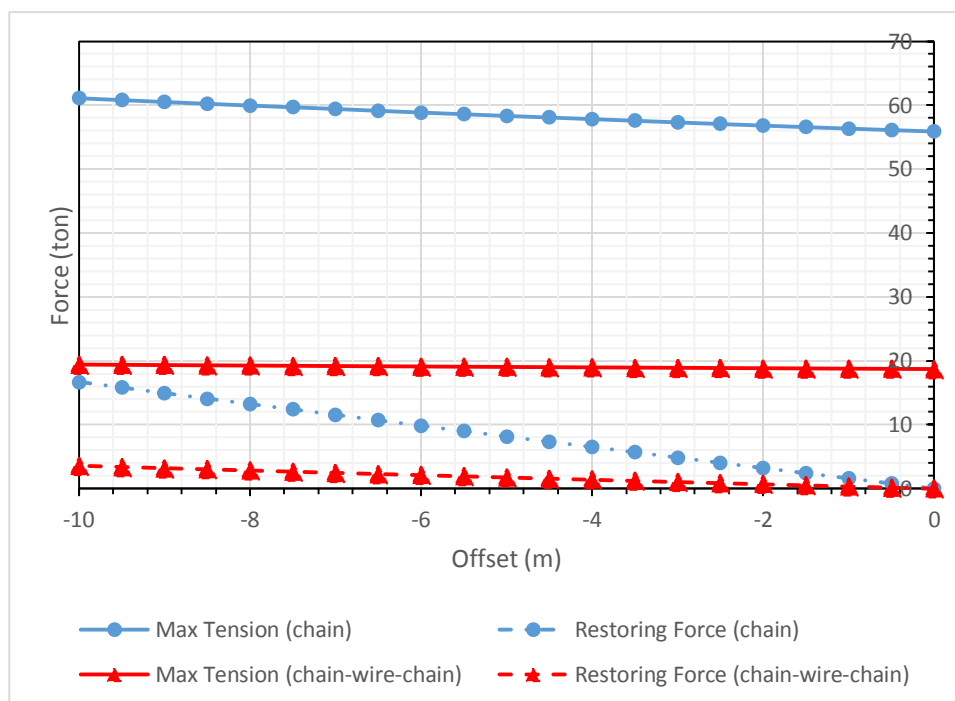 70
60
50
40
30
20
10
0
Force (ton)
-10 -8 -6 -4 -2 0
Offset (m)
Max Tension (chain) Restoring Force (chain)
Max Tension (chain-wire-chain) Restoring Force (chain-wire-chain)